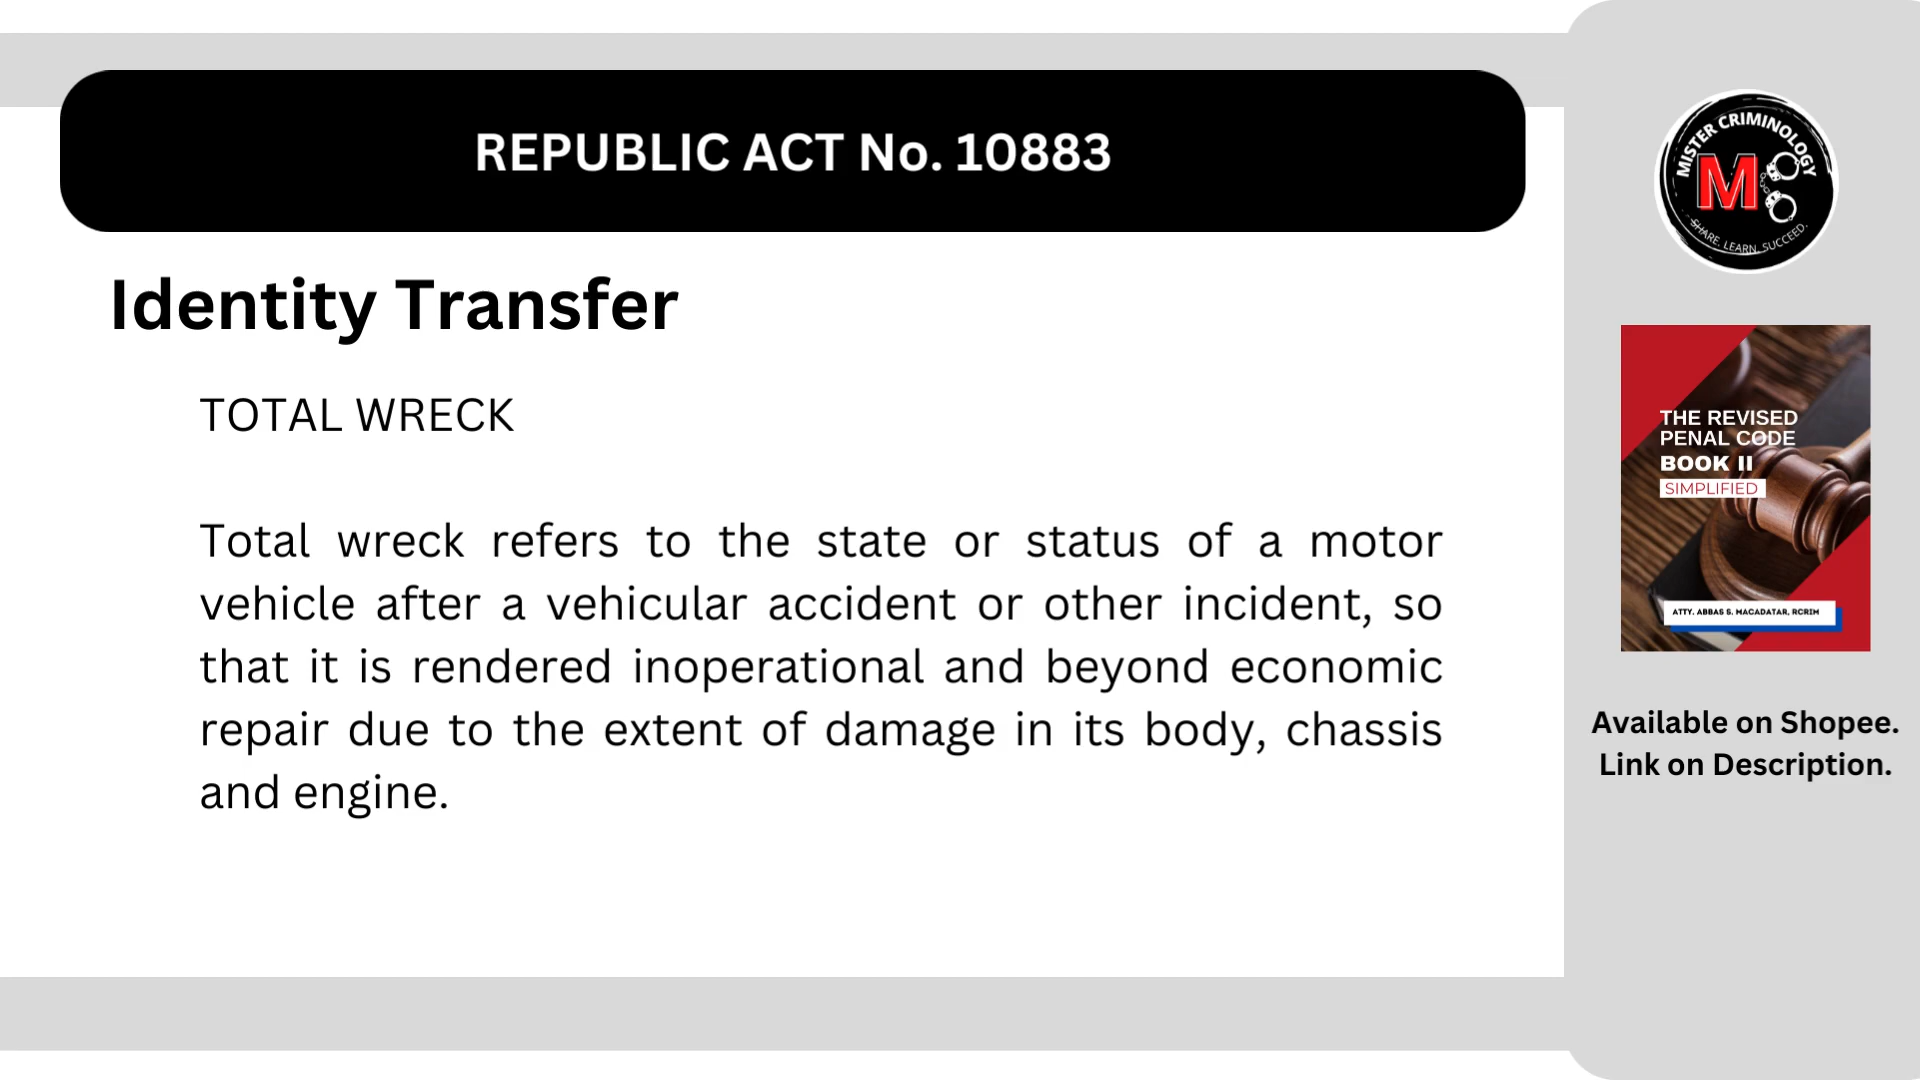 REPUBLIC ACT No. 10883
Identity Transfer
TOTAL WRECK
Total wreck refers to the state or status of a motor
vehicle after a vehicular accident or other incident, so
that it is rendered inoperational and beyond economic
repair due to the extent of damage in its body, chassis
and engine.
MISTER CRIMINOLOGY
M
SHARE. LEARN. SUCCEED.
THE REVISED
PENAL CODE
BOOK II
SIMPLIFIED
ATTY. ABBAS S. MACADATAR, RCRIM
Available on Shopee.
Link on Description.